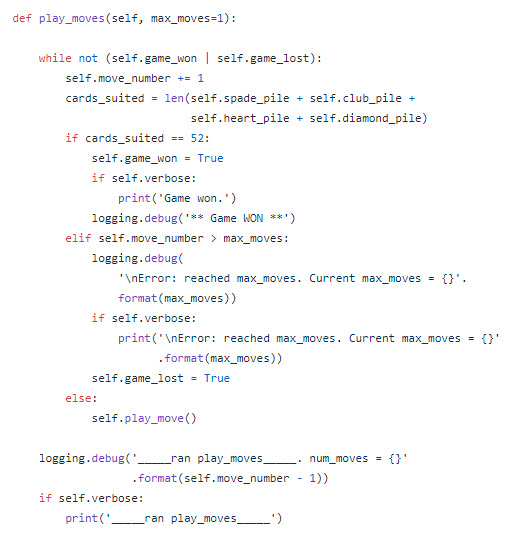 def play_moves(self, max_moves=1):
while not (self.game_won | self.game_lost):
self.move_number += 1
cards_suited = len(self.spade_pile + self.club_pile +
self.heart_pile + self.diamond_pile)
if cards_suited == 52:
self.game_won = True
if self.verbose:
print('Game won.')
logging.debug('** Game WON **')
elif self.move_number > max_moves:
logging.debug(
'\nError: reached max_moves. Current max_moves = {}'.
format(max_moves))
if self.verbose:
print('\nError: reached max_moves. Current max_moves = {}'
.format(max_moves))
self.game_lost = True
else:
self.play_move()
logging.debug('_____ran play_moves_____. num_moves = {}'
.format(self.move_number - 1))
if self.verbose:
print('_____ran play_moves_____')